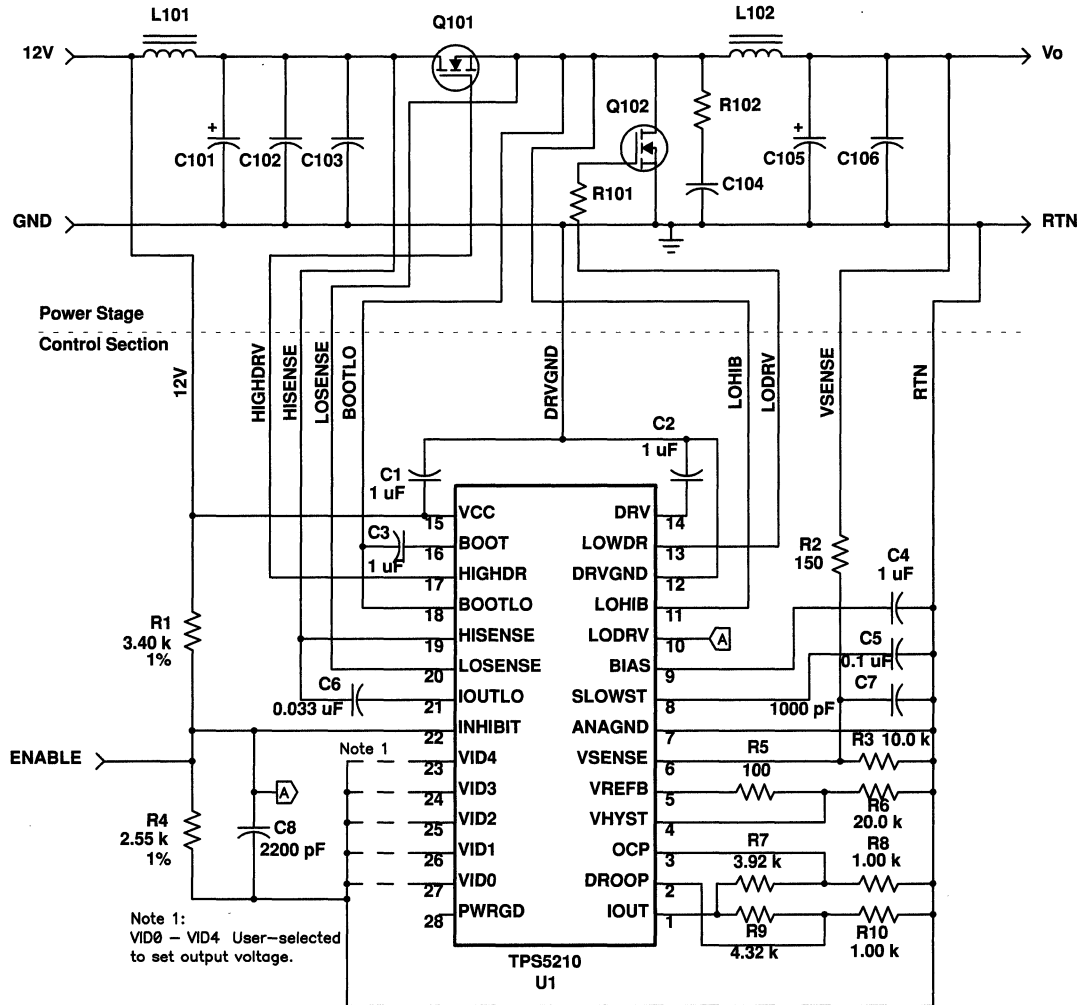 L101
Q101
L102
12V
Vo
Q102
R102
+
C101
C102
C103
+
C105
C106
R101
C104
GND
RTN
Power Stage
Control Section
12V
HIGHDRV
HISENSE
LOSENSE
BOOTLO
DRVGND
LOHIB
LODRV
VSENSE
RTN
C2
1 uF
C1
1 uF
15 VCC
DRV 14
C3
1 uF
16 BOOT
LOWDR 13
R2
150
C4
1 uF
17 HIGHDR
DRVGND 12
18 BOOTLO
LOHIB 11
R1
3.40 k
1%
19 HISENSE
LODRV 10
A
C5
0.1 uF
20 LOSENSE
BIAS 9
C6
0.033 uF
21 IOUTLO
SLOWST 8
C7
1000 pF
22 INHIBIT
ANAGND 7
ENABLE
Note 1
23 VID4
VSENSE 6
R3 10.0 k
R5
100
A
24 VID3
VREFB 5
R6
20.0 k
R4
2.55 k
1%
C8
2200 pF
25 VID2
VHYST 4
26 VID1
OCP 3
R7
3.92 k
R8
1.00 k
27 VID0
DROOP 2
28 PWRGD
IOUT 1
R9
4.32 k
R10
1.00 k
Note 1:
VID0 – VID4 User-selected
to set output voltage.
TPS5210
U1